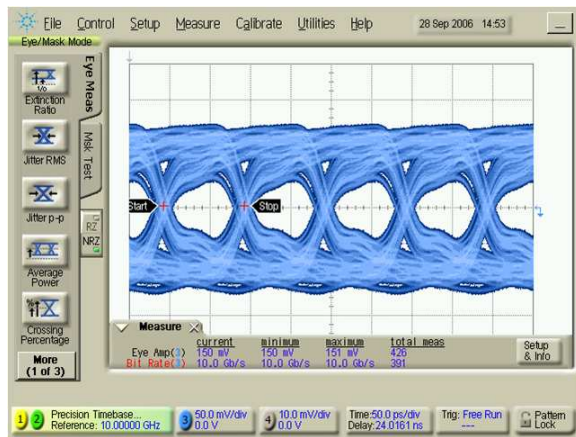 File Control Setup Measure Calibrate Utilities Help 28 Sep 2006 14:53
Eye/Mask Mode
Extinction
Ratio
Jitter RMS
Jitter p-p
Average
Power
Crossing
Percentage
More
(1 of 3)
Eye Meas
Msk Test
RZ
NRZ
Start
Stop
Measure
current minimum maximum total meas
Eye Amp(3) 150 mV 150 mV 151 mV 426
Bit Rate(3) 10.0 Gb/s 10.0 Gb/s 10.0 Gb/s 391
Setup
& Info
1 2 Precision Timebase...
Reference: 10.00000 GHz
3 50.0 mV/div
0.0 V
4 10.0 mV/div
0.0 V
Time:50.0 ps/div
Delay:24.0161 ns
Trig: Free Run
---
Pattern
Lock